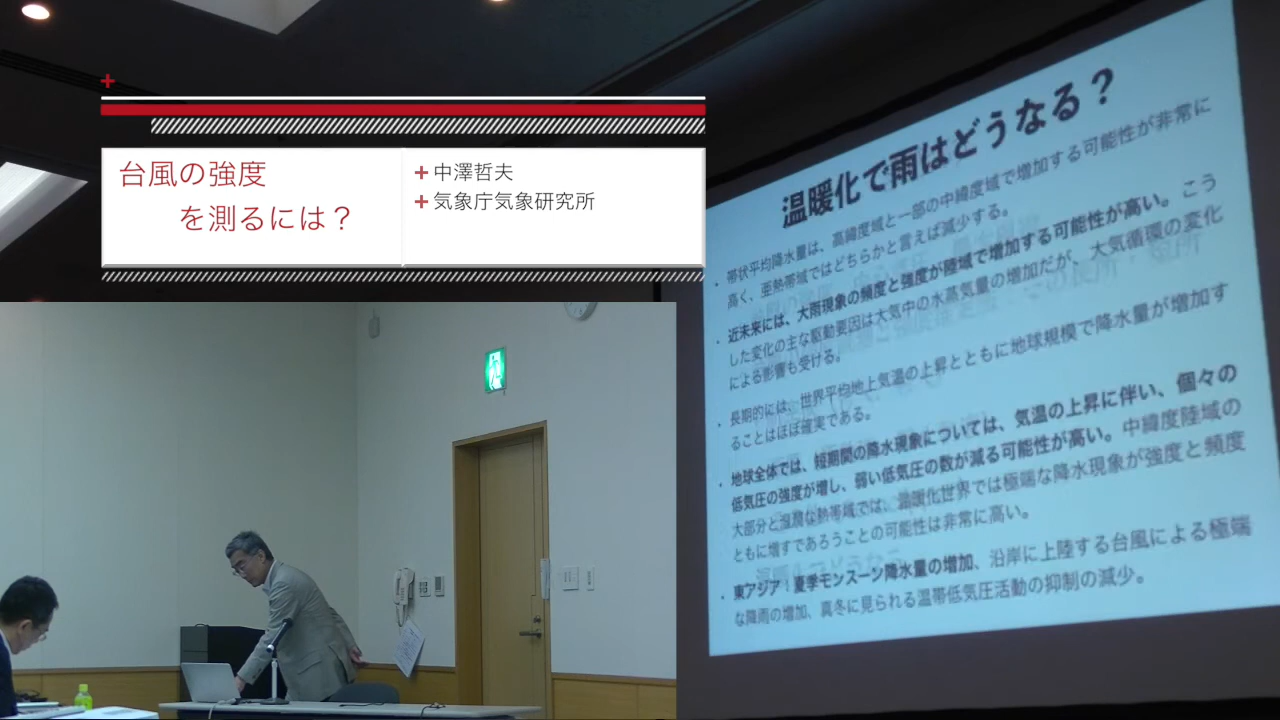 台風の強度
を測るには？
中澤哲夫
気象庁気象研究所
温暖化で雨はどうなる？
・帯状平均降水量は、高緯度域と一部の中緯度域で増加する可能性が非常に
高く、亜熱帯域ではどちらかと言えば減少する。
・近未来には、大雨現象の頻度と強度が陸域で増加する可能性が高い。こう
した変化の主な駆動要因は大気中の水蒸気量の増加だが、大気循環の変化
による影響も受ける。
・長期的には、世界平均地上気温の上昇とともに地球規模で降水量が増加す
ることはほぼ確実である。
・地球全体では、短期間の降水現象については、気温の上昇に伴い、個々の
低気圧の強度が増し、弱い低気圧の数が減る可能性が高い。中緯度陸域の
大部分と湿潤な熱帯域では、温暖化世界では極端な降水現象が強度と頻度
ともに増すであろうことの可能性は非常に高い。
・東アジア：夏季モンスーン降水量の増加、沿岸に上陸する台風による極端
な降雨の増加、真冬に見られる温帯低気圧活動の抑制の減少。